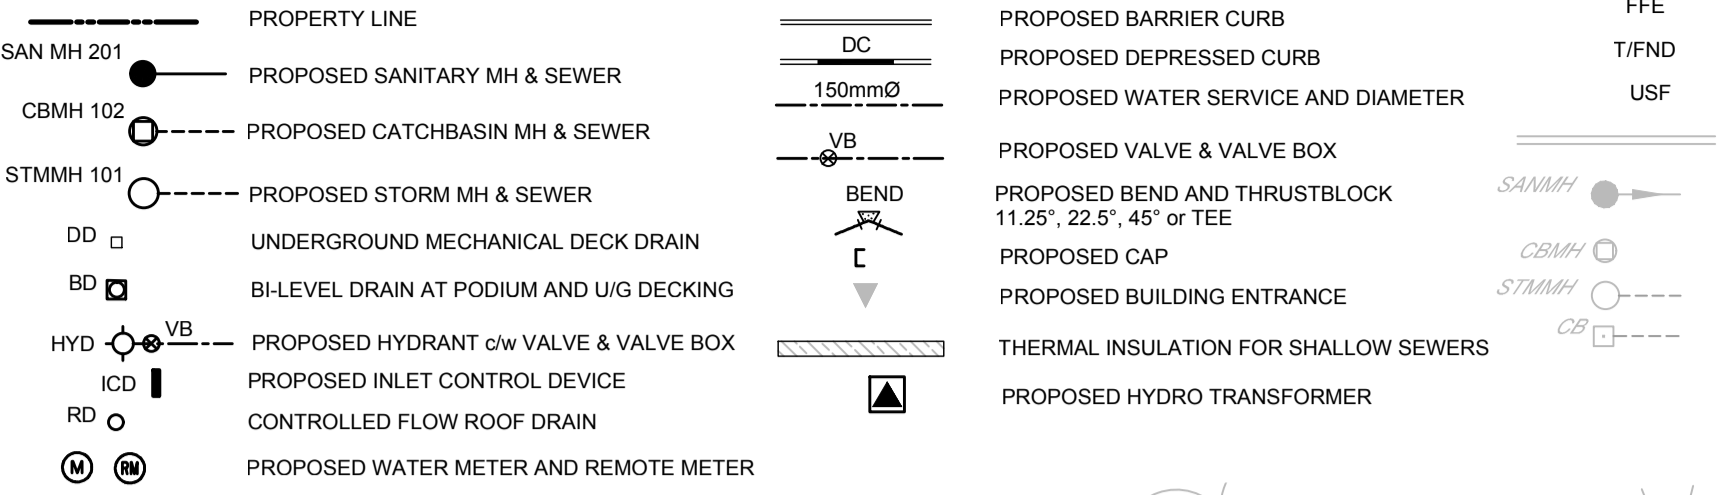 PROPERTY LINE
SAN MH 201
PROPOSED SANITARY MH & SEWER
CBMH 102
PROPOSED CATCHBASIN MH & SEWER
STMMH 101
PROPOSED STORM MH & SEWER
DD
UNDERGROUND MECHANICAL DECK DRAIN
BD
BI-LEVEL DRAIN AT PODIUM AND U/G DECKING
HYD
VB
PROPOSED HYDRANT c/w VALVE & VALVE BOX
ICD
PROPOSED INLET CONTROL DEVICE
RD
CONTROLLED FLOW ROOF DRAIN
M
RM
PROPOSED WATER METER AND REMOTE METER
PROPOSED BARRIER CURB
DC
PROPOSED DEPRESSED CURB
150mmØ
PROPOSED WATER SERVICE AND DIAMETER
VB
PROPOSED VALVE & VALVE BOX
BEND
PROPOSED BEND AND THRUSTBLOCK
11.25°, 22.5°, 45° or TEE
PROPOSED CAP
PROPOSED BUILDING ENTRANCE
THERMAL INSULATION FOR SHALLOW SEWERS
PROPOSED HYDRO TRANSFORMER
FFE
T/FND
USF
SANMH
CBMH
STMMH
CB